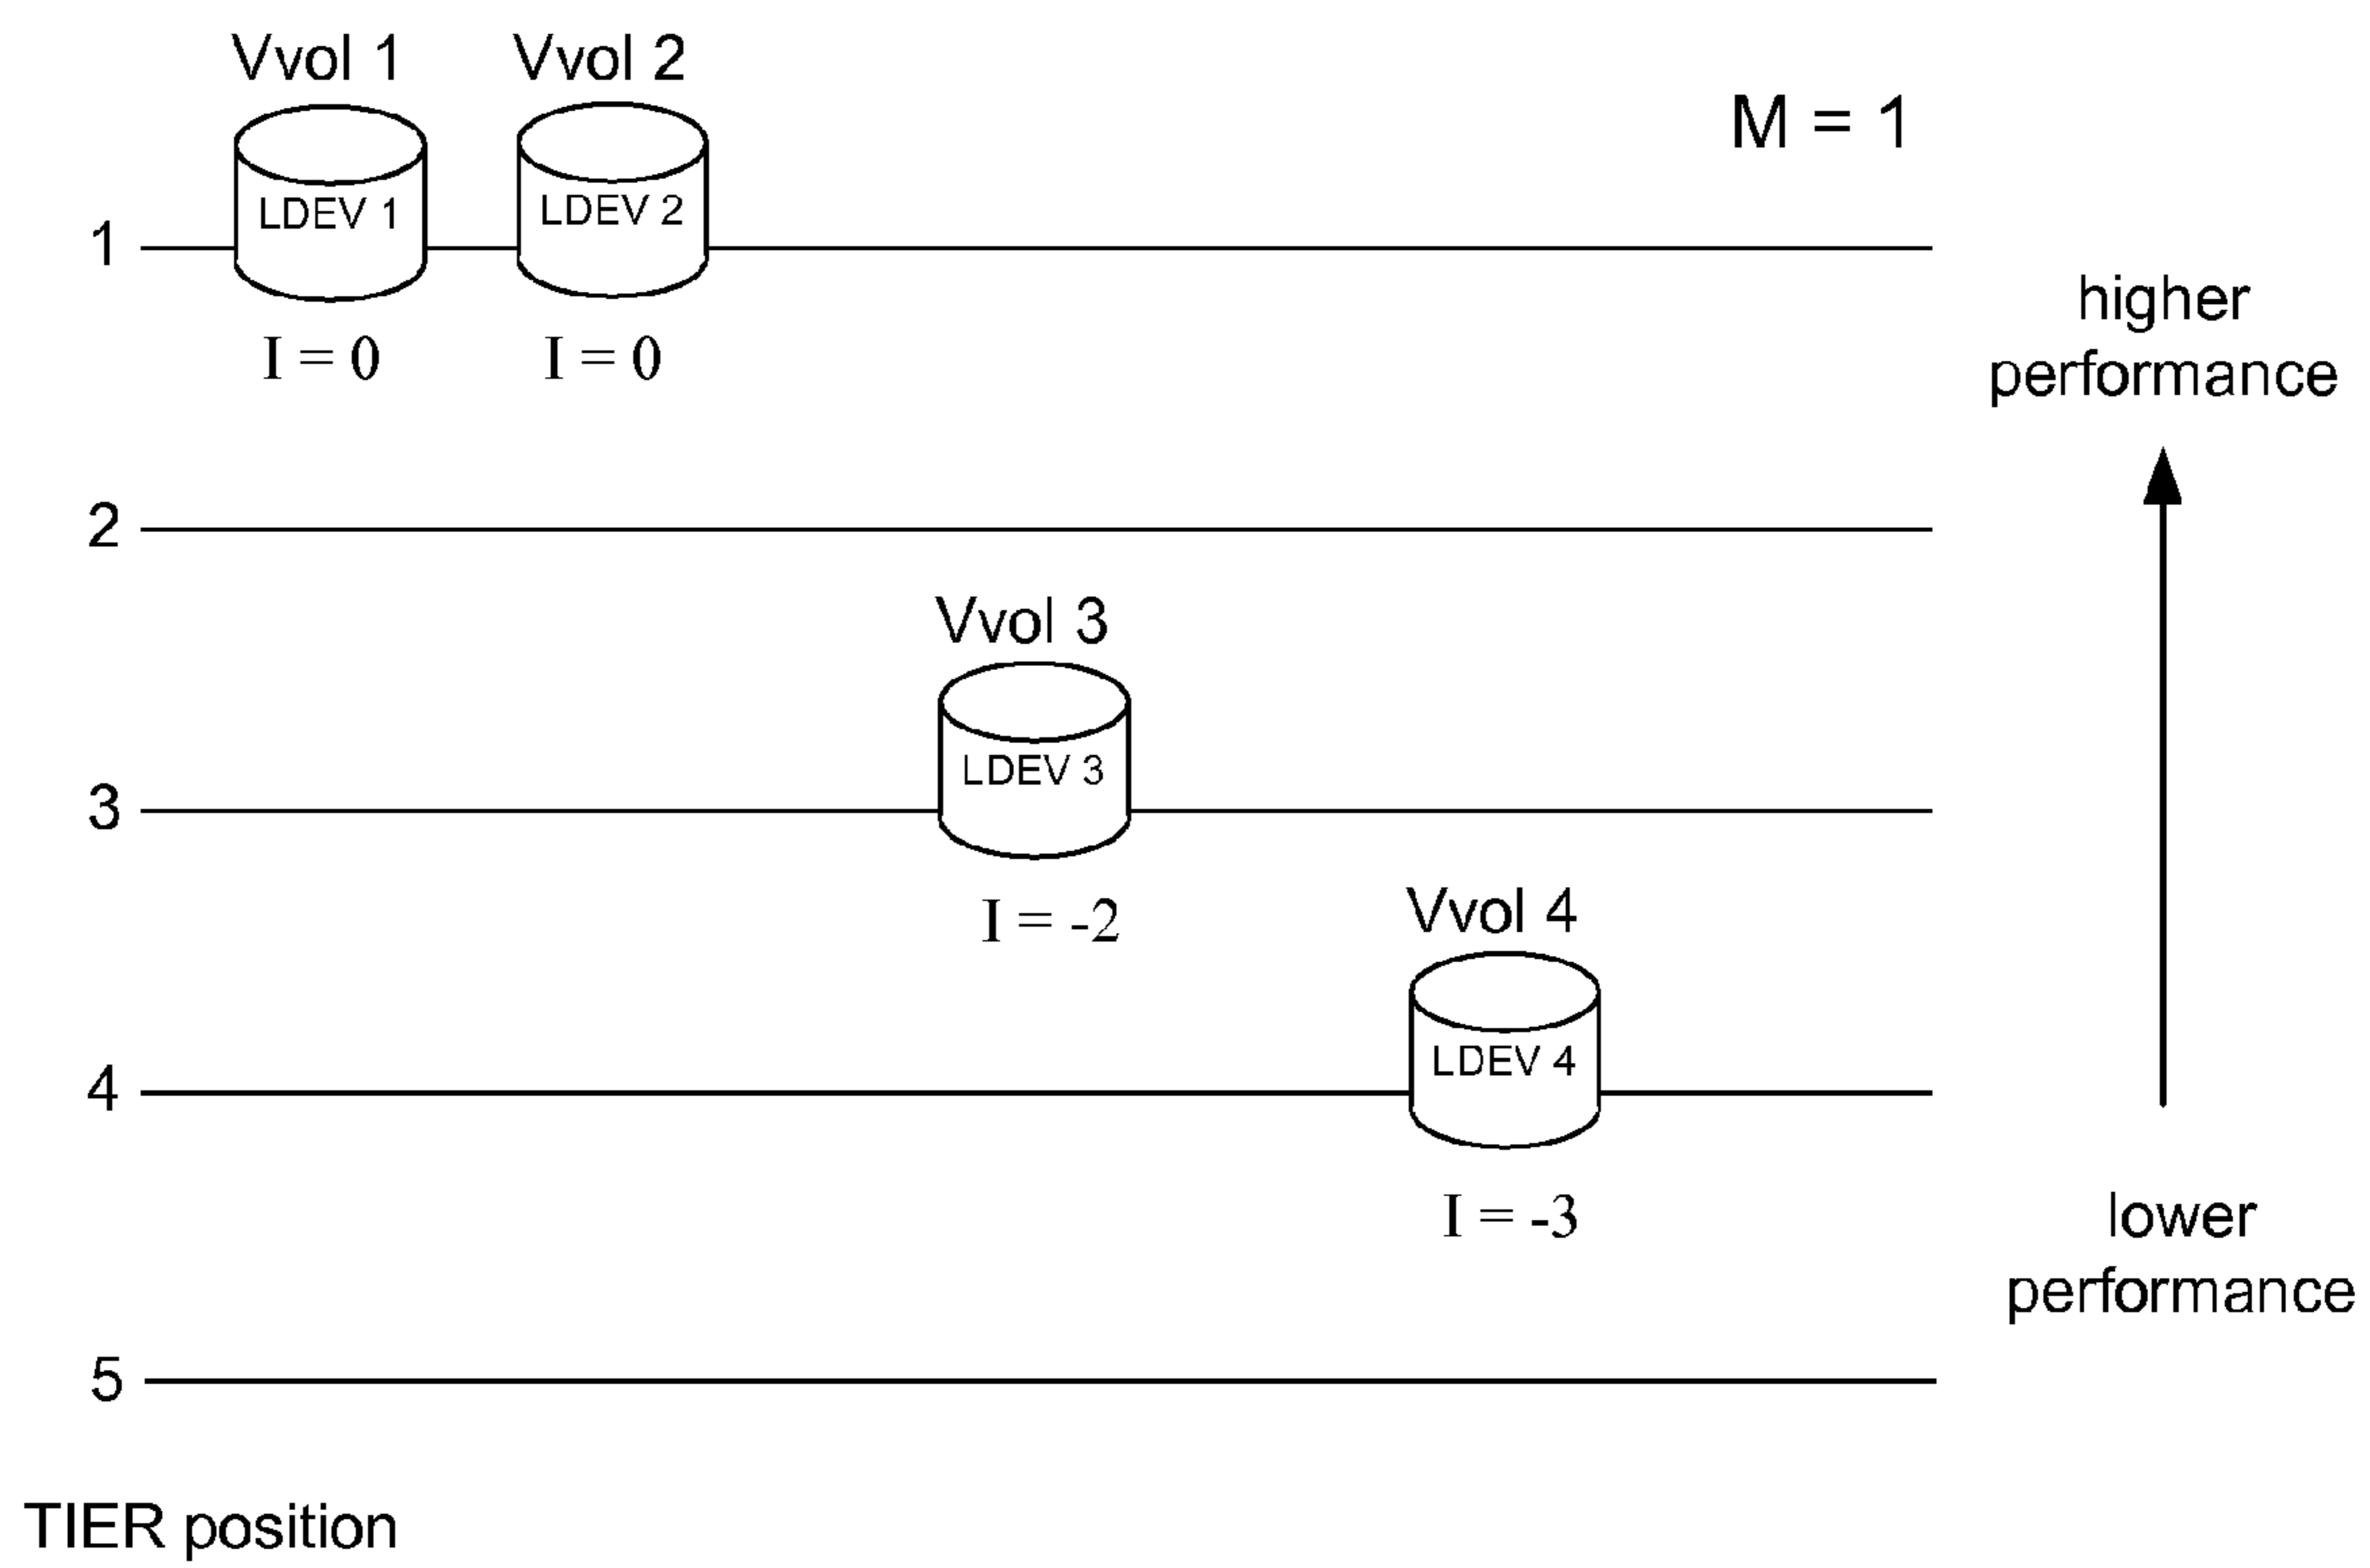 Vvol 1
Vvol 2
M = 1
LDEV 1
LDEV 2
1
higher
performance
I = 0
I = 0
2
Vvol 3
LDEV 3
3
I = -2
Vvol 4
LDEV 4
4
I = -3
lower
performance
5
TIER position